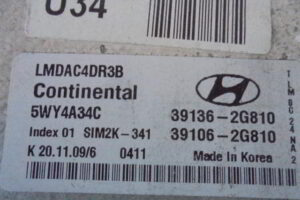 U34
LMDAC4DR3B
Continental
5WY4A34C 39136-2G810
Index 01 SIM2K-341 39106-2G810
K 20.11.09/6 0411 Made in Korea